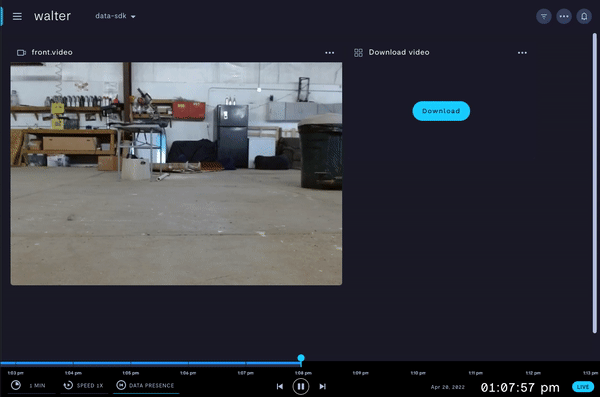 walter
data-sdk
front.video
Download video
Download
1:03 pm 1:04 pm 1:05 pm 1:06 pm 1:07 pm 1:08 pm 1:09 pm 1:10 pm 1:11 pm 1:12 pm 1:13 pm
1 MIN SPEED 1X DATA PRESENCE Apr 20, 2022 01:07:57 pm LIVE